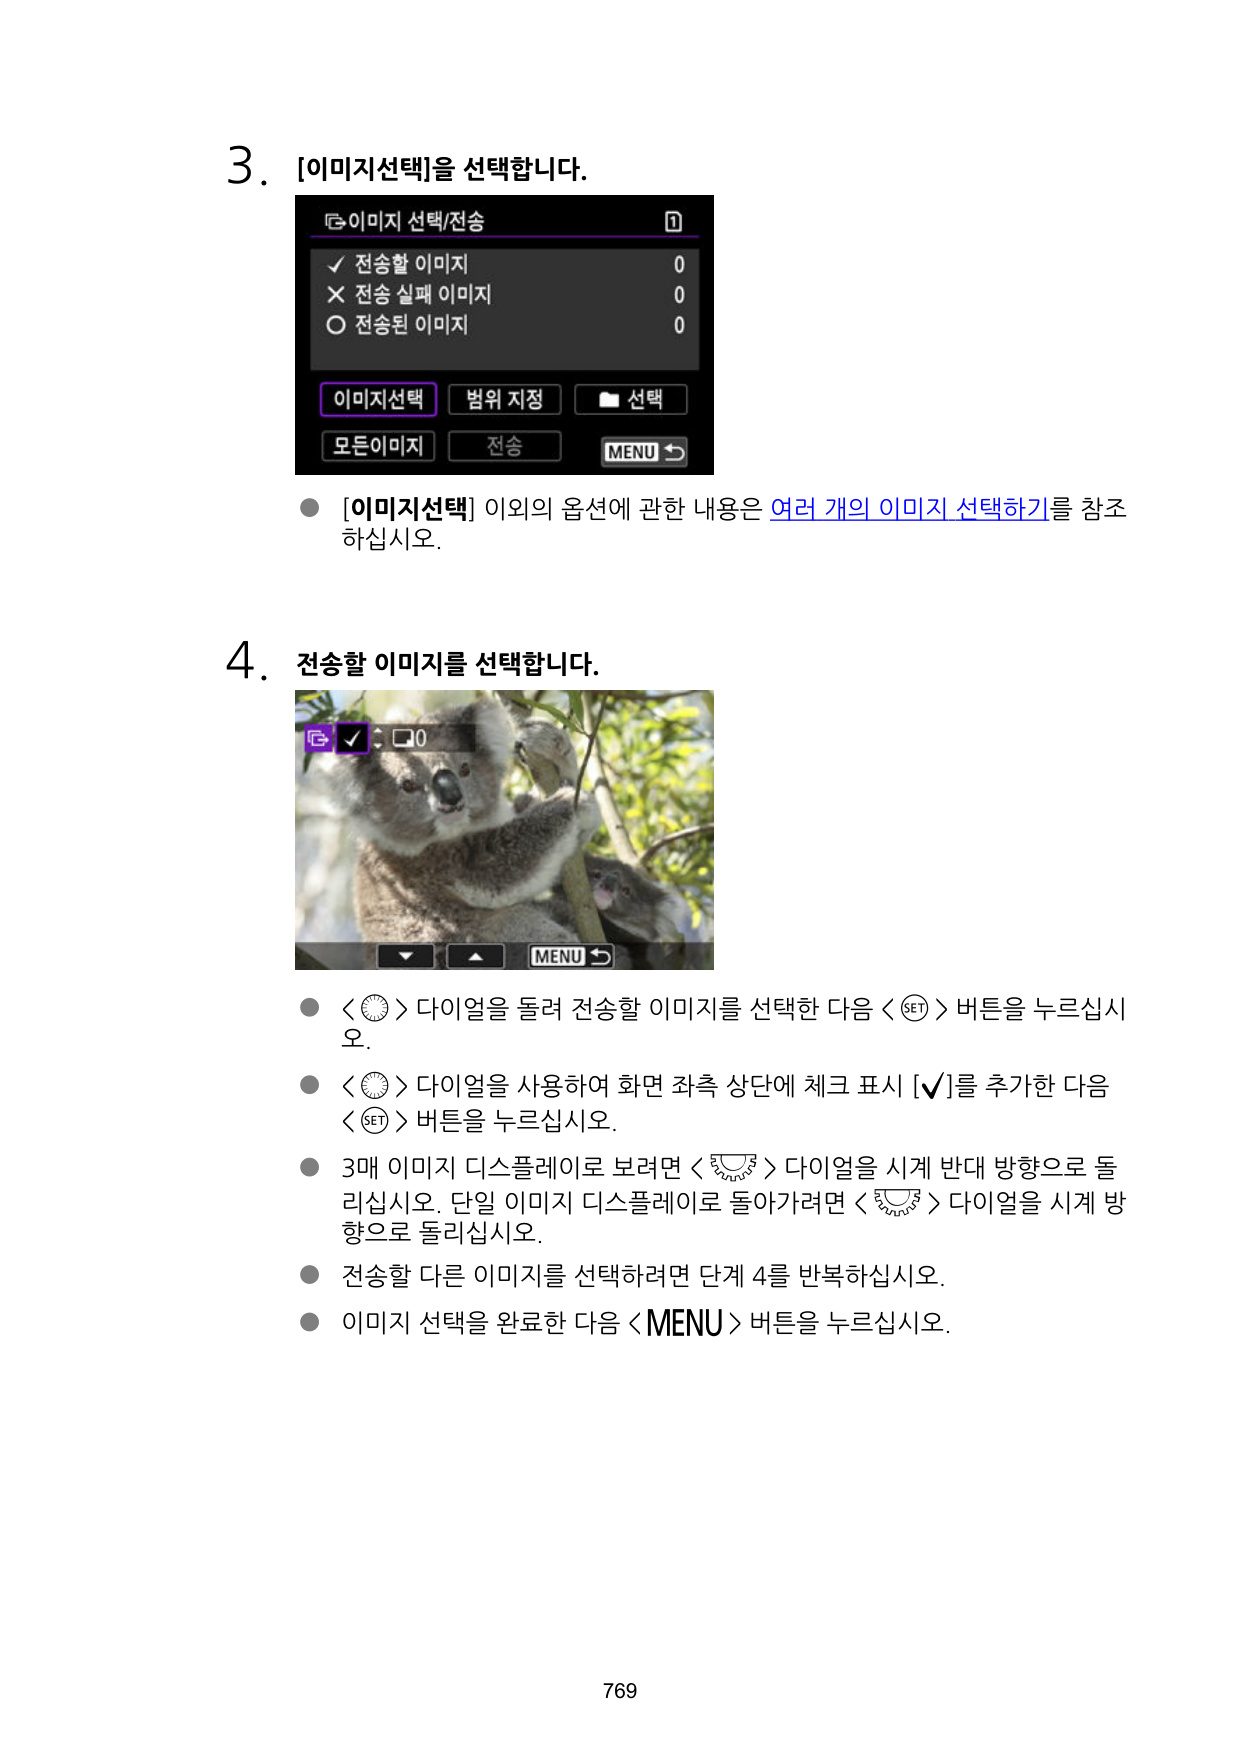 3. [이미지선택]을 선택합니다.
이미지 선택/전송 1
✓ 전송할 이미지 0
✕ 전송 실패 이미지 0
○ 전송된 이미지 0
이미지선택 범위 지정 선택
모든이미지 전송 MENU
● [이미지선택] 이외의 옵션에 관한 내용은 여러 개의 이미지 선택하기를 참조
하십시오.
4. 전송할 이미지를 선택합니다.
✓ 0
MENU
● < > 다이얼을 돌려 전송할 이미지를 선택한 다음 < SET > 버튼을 누르십시
오.
● < > 다이얼을 사용하여 화면 좌측 상단에 체크 표시 [✓]를 추가한 다음
< SET > 버튼을 누르십시오.
● 3매 이미지 디스플레이로 보려면 < > 다이얼을 시계 반대 방향으로 돌
리십시오. 단일 이미지 디스플레이로 돌아가려면 < > 다이얼을 시계 방
향으로 돌리십시오.
● 전송할 다른 이미지를 선택하려면 단계 4를 반복하십시오.
● 이미지 선택을 완료한 다음 < MENU > 버튼을 누르십시오.
769